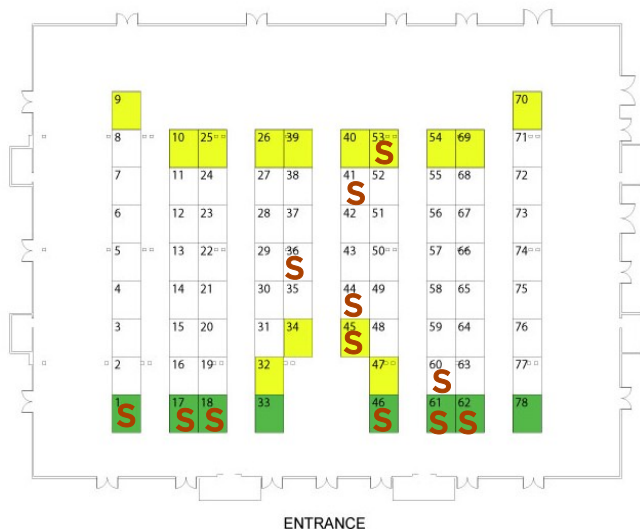 9 70
8 10 25 26 39 40 53 S 54 69 71
7 11 24 27 38 41 S 52 55 68 72
6 12 23 28 37 42 51 56 67 73
5 13 22 29 36 S 43 50 57 66 74
4 14 21 30 35 44 S 49 58 65 75
3 15 20 31 34 45 S 48 59 64 76
2 16 19 32 47 60 S 63 77
1 S 17 S 18 S 33 46 S 61 S 62 S 78
ENTRANCE